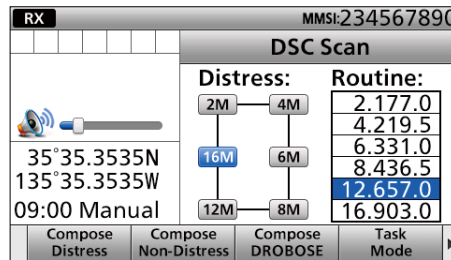 RX
MMSI:234567890
DSC Scan
Distress:
2M
4M
16M
6M
12M
8M
Routine:
2.177.0
4.219.5
6.331.0
8.436.5
12.657.0
16.903.0
35°35.3535N
135°35.3535W
09:00 Manual
Compose
Distress
Compose
Non-Distress
Compose
DROBOSE
Task
Mode